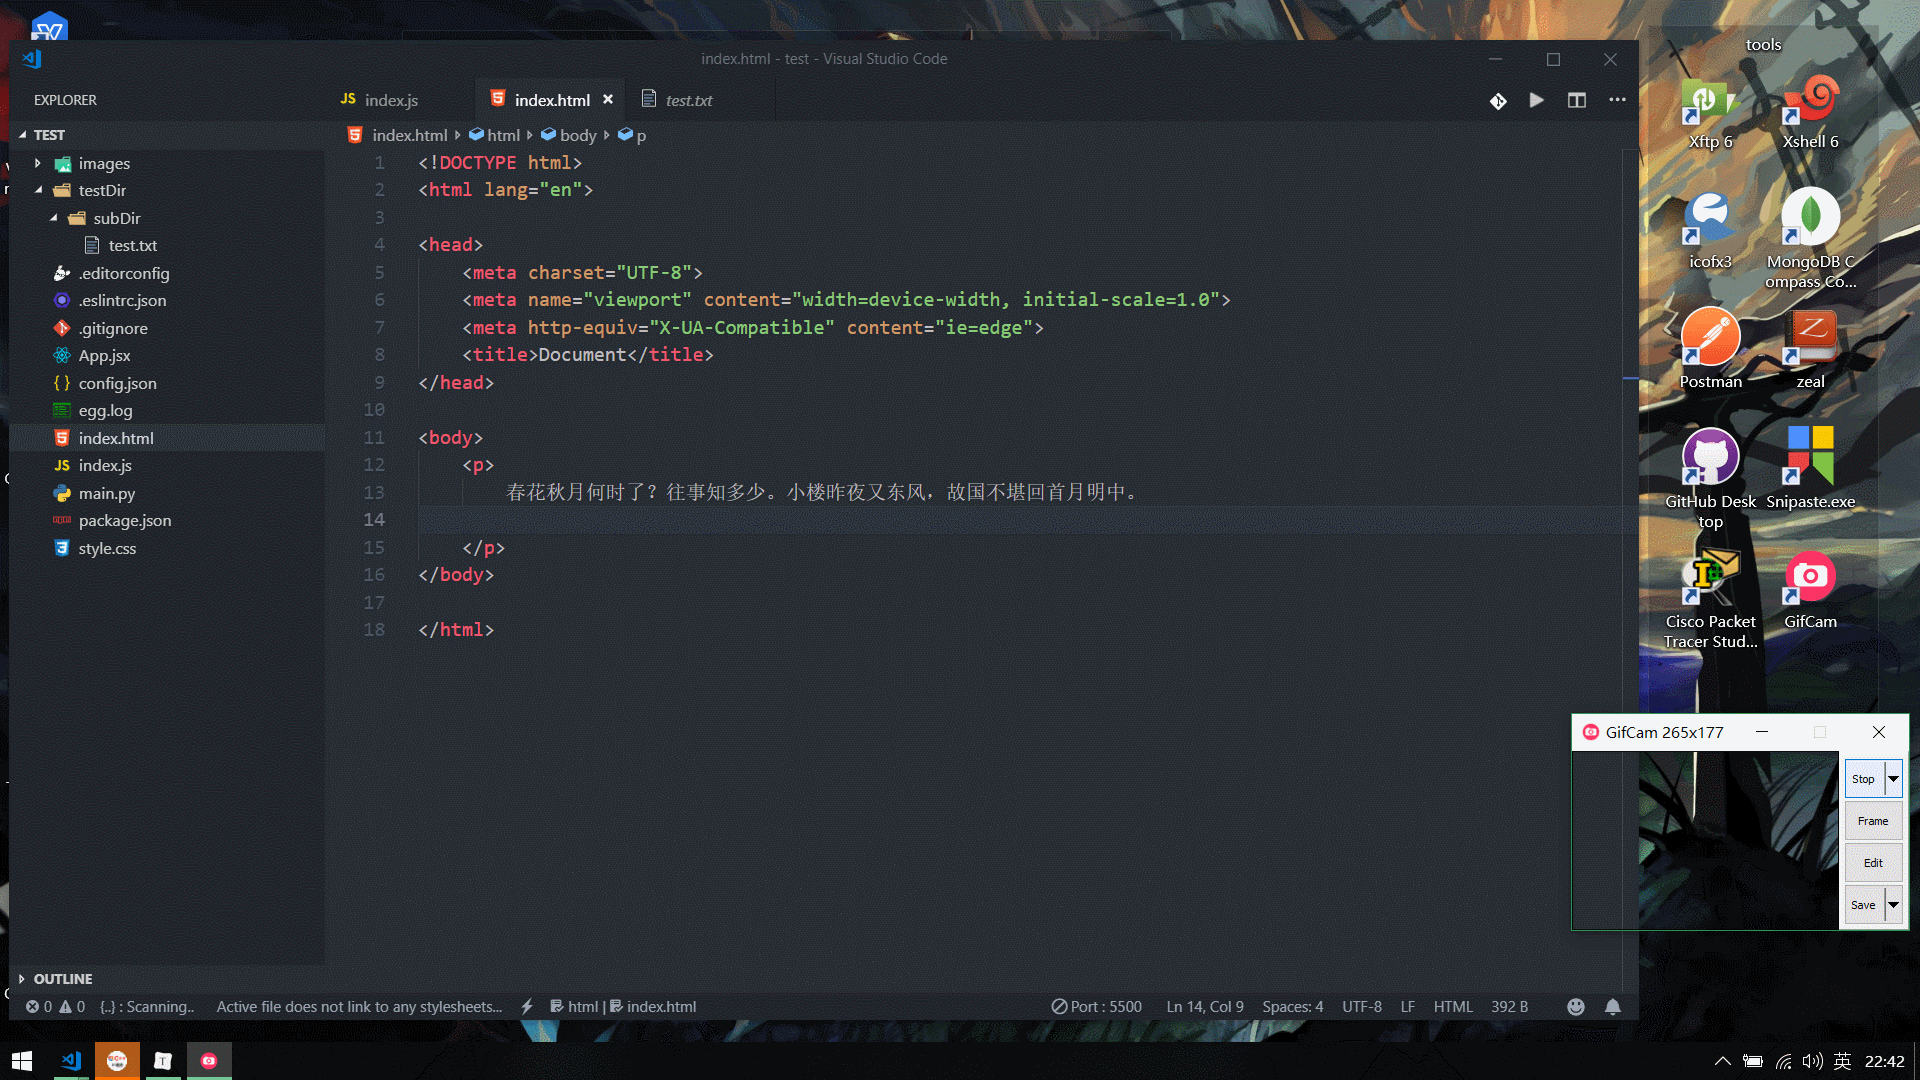 index.html - test - Visual Studio Code
EXPLORER
JS index.js
index.html
test.txt
TEST
images
testDir
subDir
test.txt
.editorconfig
.eslintrc.json
.gitignore
App.jsx
{ } config.json
egg.log
index.html
JS index.js
main.py
package.json
style.css
OUTLINE
index.html html body p
1 <!DOCTYPE html>
2 <html lang="en">
3
4 <head>
5 <meta charset="UTF-8">
6 <meta name="viewport" content="width=device-width, initial-scale=1.0">
7 <meta http-equiv="X-UA-Compatible" content="ie=edge">
8 <title>Document</title>
9 </head>
10
11 <body>
12 <p>
13 春花秋月何时了？往事知多少。小楼昨夜又东风，故国不堪回首月明中。
14
15 </p>
16 </body>
17
18 </html>
0 0 {..} : Scanning.. Active file does not link to any stylesheets... html | index.html Port : 5500 Ln 14, Col 9 Spaces: 4 UTF-8 LF HTML 392 B
tools
Xftp 6
Xshell 6
icofx3
MongoDB C
ompass Co...
Postman
zeal
GitHub Desk
top
Snipaste.exe
Cisco Packet
Tracer Stud...
GifCam
GifCam 265x177
Stop
Frame
Edit
Save
T
英 22:42